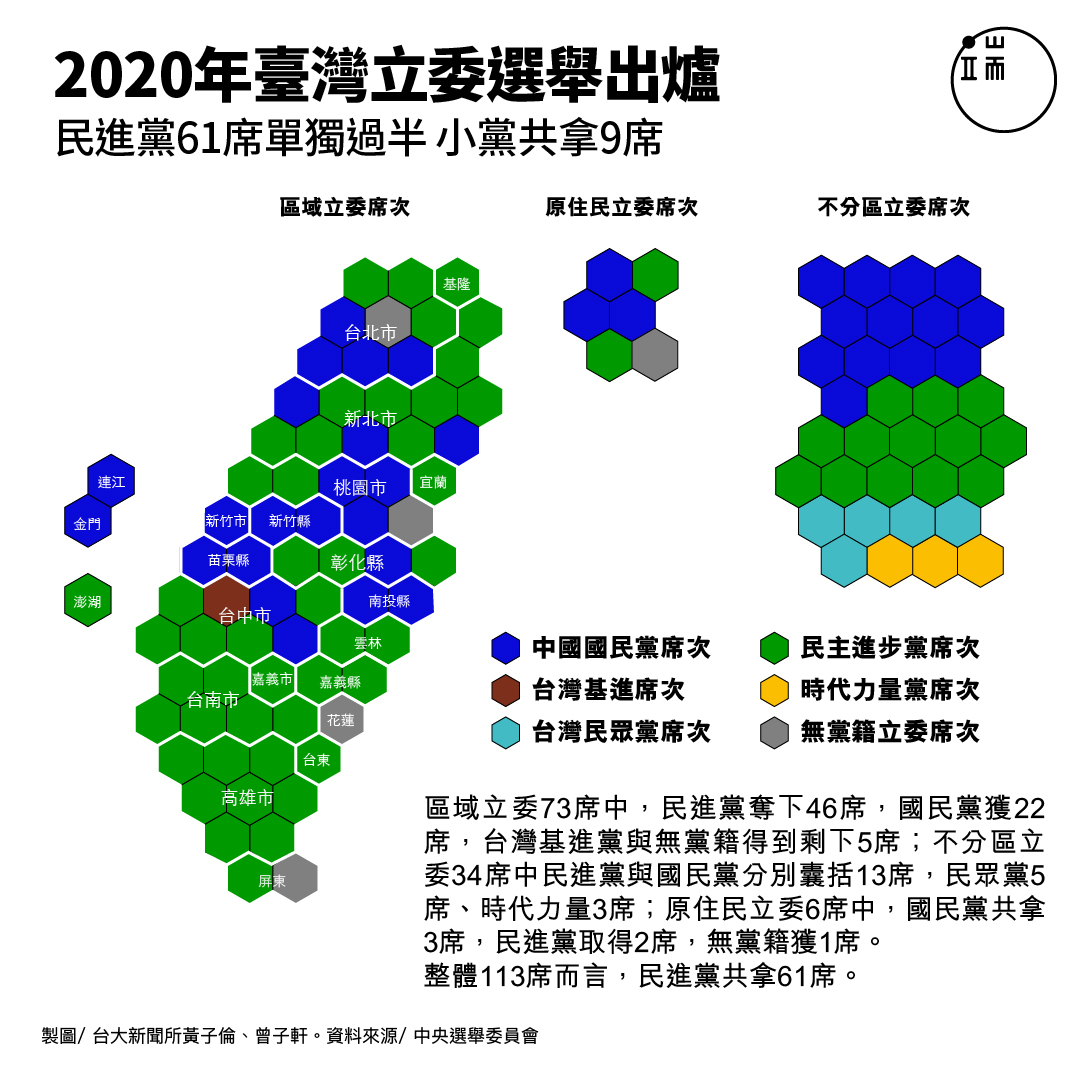 2020年臺灣立委選舉出爐
民進黨61席單獨過半 小黨共拿9席
端
區域立委席次
原住民立委席次
不分區立委席次
基隆
台北市
新北市
連江
桃園市
宜蘭
金門
新竹市
新竹縣
苗栗縣
彰化縣
澎湖
台中市
南投縣
雲林
嘉義市
嘉義縣
台南市
花蓮
台東
高雄市
屏東
中國國民黨席次
民主進步黨席次
台灣基進席次
時代力量黨席次
台灣民眾黨席次
無黨籍立委席次
區域立委73席中，民進黨奪下46席，國民黨獲22
席，台灣基進黨與無黨籍得到剩下5席；不分區立
委34席中民進黨與國民黨分別囊括13席，民眾黨5
席、時代力量3席；原住民立委6席中，國民黨共拿
3席，民進黨取得2席，無黨籍獲1席。
整體113席而言，民進黨共拿61席。
製圖/ 台大新聞所黃子倫、曾子軒。資料來源/ 中央選舉委員會